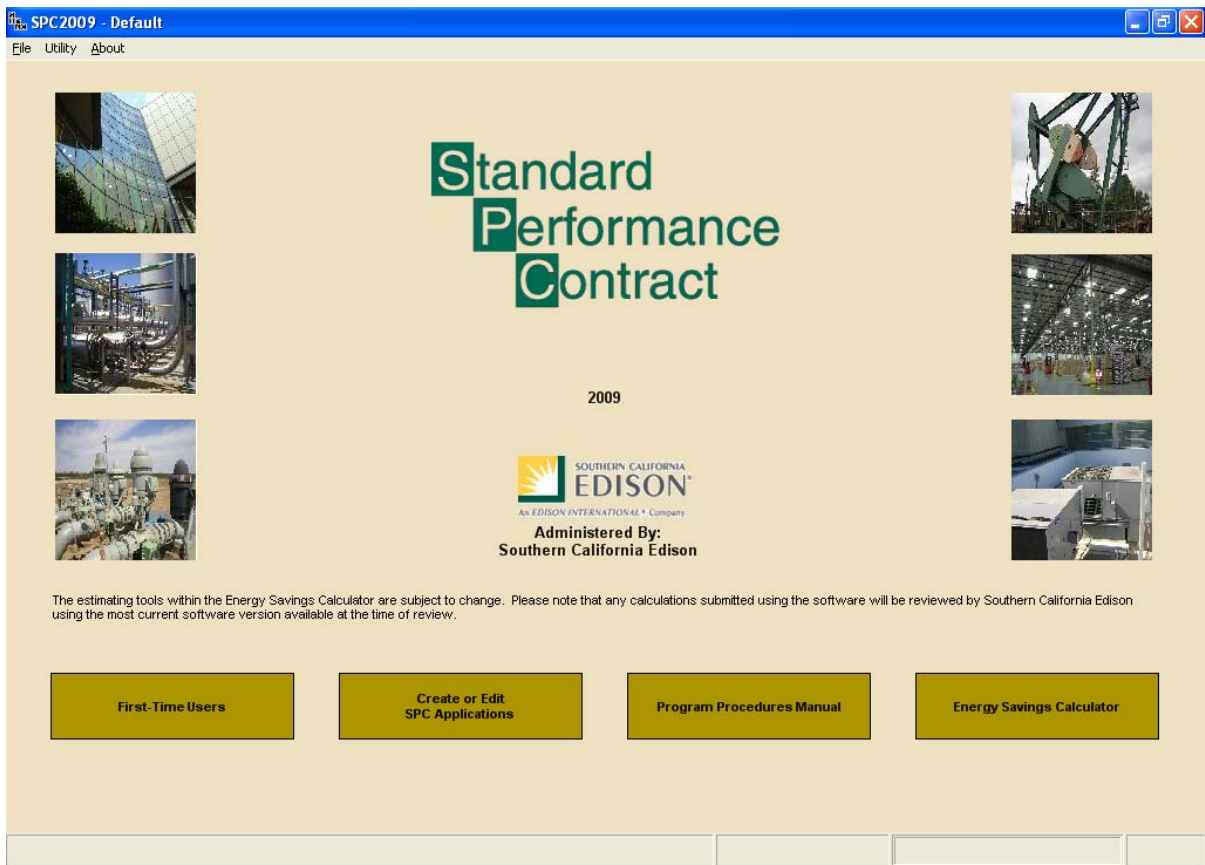 SPC2009 - Default
File Utility About
Standard
Performance
Contract
2009
SOUTHERN CALIFORNIA
EDISON®
An EDISON INTERNATIONAL® Company
Administered By:
Southern California Edison
The estimating tools within the Energy Savings Calculator are subject to change. Please note that any calculations submitted using the software will be reviewed by Southern California Edison
using the most current software version available at the time of review.
First-Time Users
Create or Edit
SPC Applications
Program Procedures Manual
Energy Savings Calculator